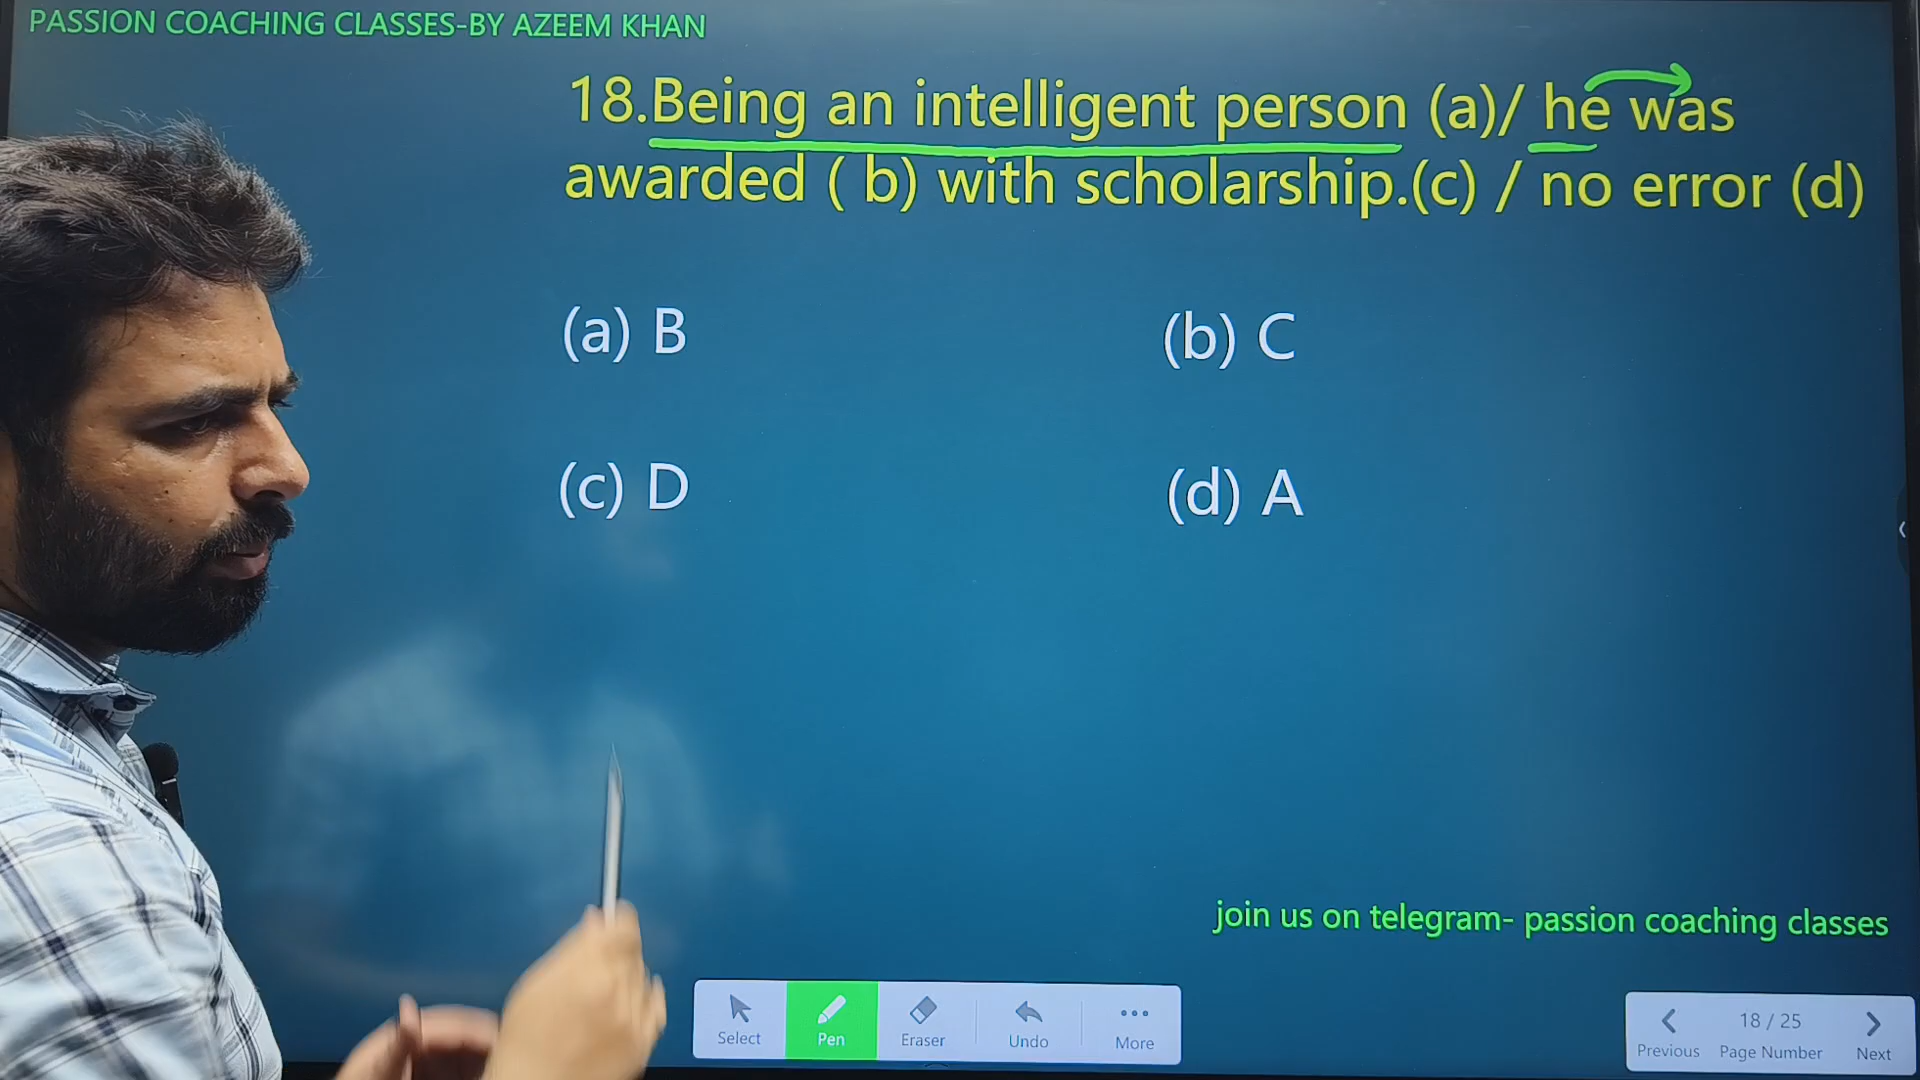 PASSION COACHING CLASSES-BY AZEEM KHAN
18.Being an intelligent person (a)/ he was
awarded ( b) with scholarship.(c) / no error (d)
(a) B
(b) C
(c) D
(d) A
join us on telegram- passion coaching classes
Select
Pen
Eraser
Undo
More
18 / 25
Previous
Page Number
Next